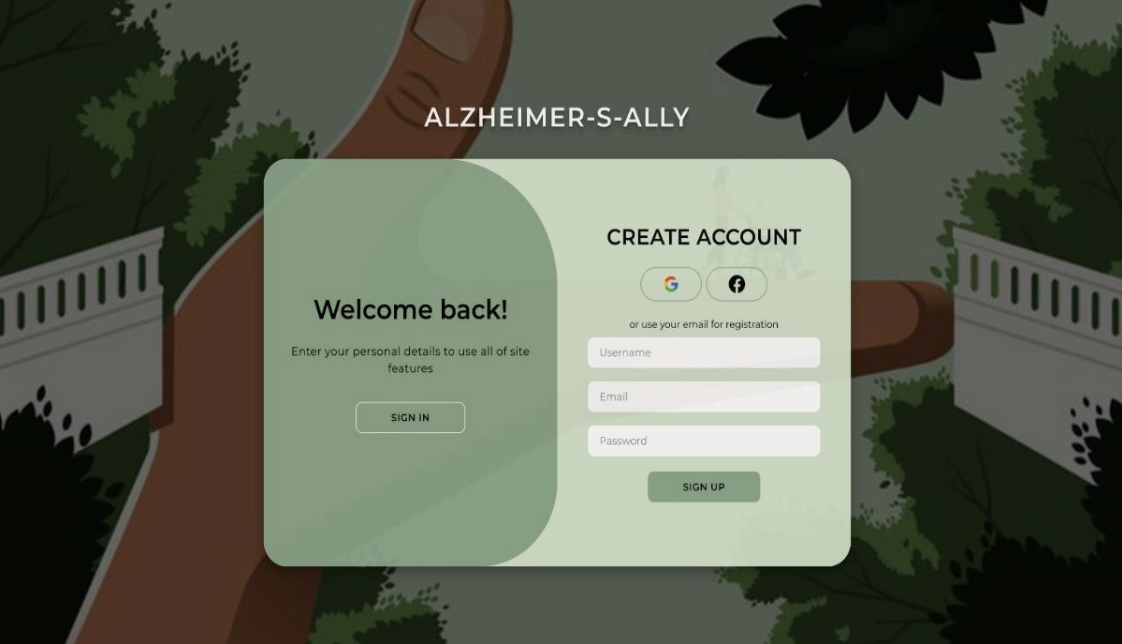 ALZHEIMER-S-ALLY
Welcome back!
Enter your personal details to use all of site
features
SIGN IN
CREATE ACCOUNT
or use your email for registration
Username
Email
Password
SIGN UP